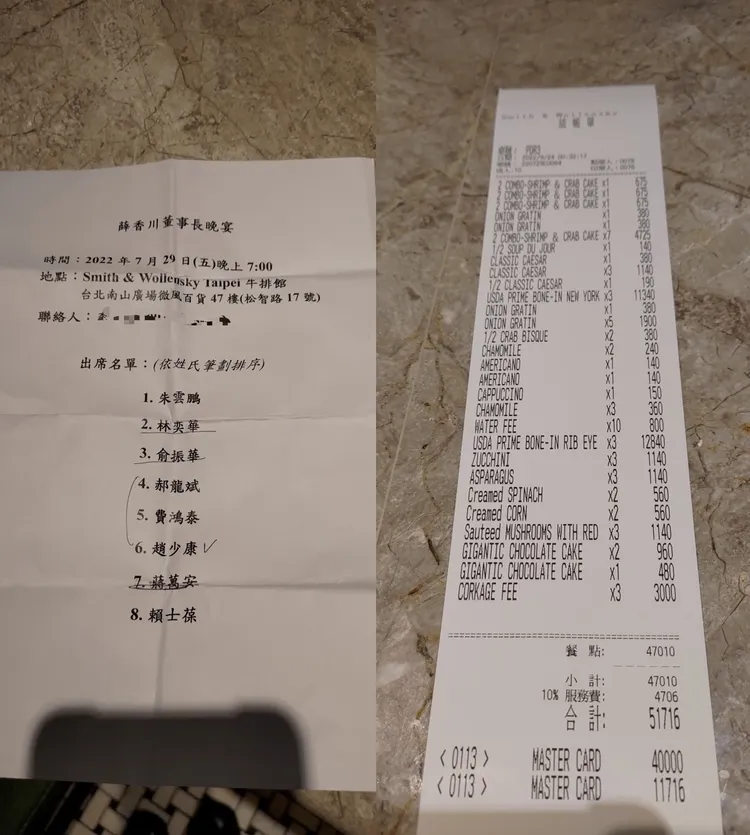 薛香川董事長晚宴
時間：2022 年 7 月 29 日(五)晚上 7:00
地點：Smith & Wollensky Taipei 牛排館
台北南山廣場微風百貨 47 樓(松智路 17 號)
聯絡人：
出席名單：(依姓氏筆劃排序)
1. 朱雲鵬
2. 林奕華
3. 俞振華
4. 郝龍斌
5. 費鴻泰
6. 趙少康
7. 蔣萬安
8. 賴士葆
Smith & Wollensky
結帳單
2 COMBO-SHRIMP & CRAB CAKE x1 675
2 COMBO-SHRIMP & CRAB CAKE x1 675
2 COMBO-SHRIMP & CRAB CAKE x1 675
ONION GRATIN x1 380
ONION GRATIN x1 380
2 COMBO-SHRIMP & CRAB CAKE x7 4725
1/2 SOUP DU JOUR x1 140
CLASSIC CAESAR x1 380
CLASSIC CAESAR x3 1140
1/2 CLASSIC CAESAR x1 190
USDA PRIME BONE-IN NEW YORK x3 11340
ONION GRATIN x1 380
ONION GRATIN x5 1900
1/2 CRAB BISQUE x2 380
CHAMOMILE x2 240
AMERICANO x1 140
AMERICANO x1 140
CAPPUCCINO x1 150
CHAMOMILE x3 360
WATER FEE x10 800
USDA PRIME BONE-IN RIB EYE x3 12840
ZUCCHINI x3 1140
ASPARAGUS x3 1140
Creamed SPINACH x2 560
Creamed CORN x2 560
Sauteed MUSHROOMS WITH RED x3 1140
GIGANTIC CHOCOLATE CAKE x2 960
GIGANTIC CHOCOLATE CAKE x1 480
CORKAGE FEE x3 3000
餐 點: 47010
小 計: 47010
10% 服務費: 4706
合 計: 51716
< 0113 > MASTER CARD 40000
< 0113 > MASTER CARD 11716